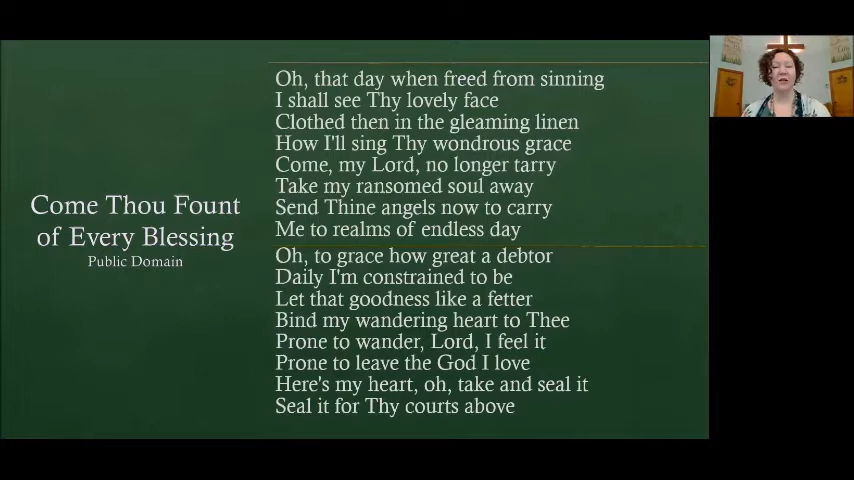 Come Thou Fount
of Every Blessing
Public Domain
Oh, that day when freed from sinning
I shall see Thy lovely face
Clothed then in the gleaming linen
How I'll sing Thy wondrous grace
Come, my Lord, no longer tarry
Take my ransomed soul away
Send Thine angels now to carry
Me to realms of endless day
Oh, to grace how great a debtor
Daily I'm constrained to be
Let that goodness like a fetter
Bind my wandering heart to Thee
Prone to wander, Lord, I feel it
Prone to leave the God I love
Here's my heart, oh, take and seal it
Seal it for Thy courts above